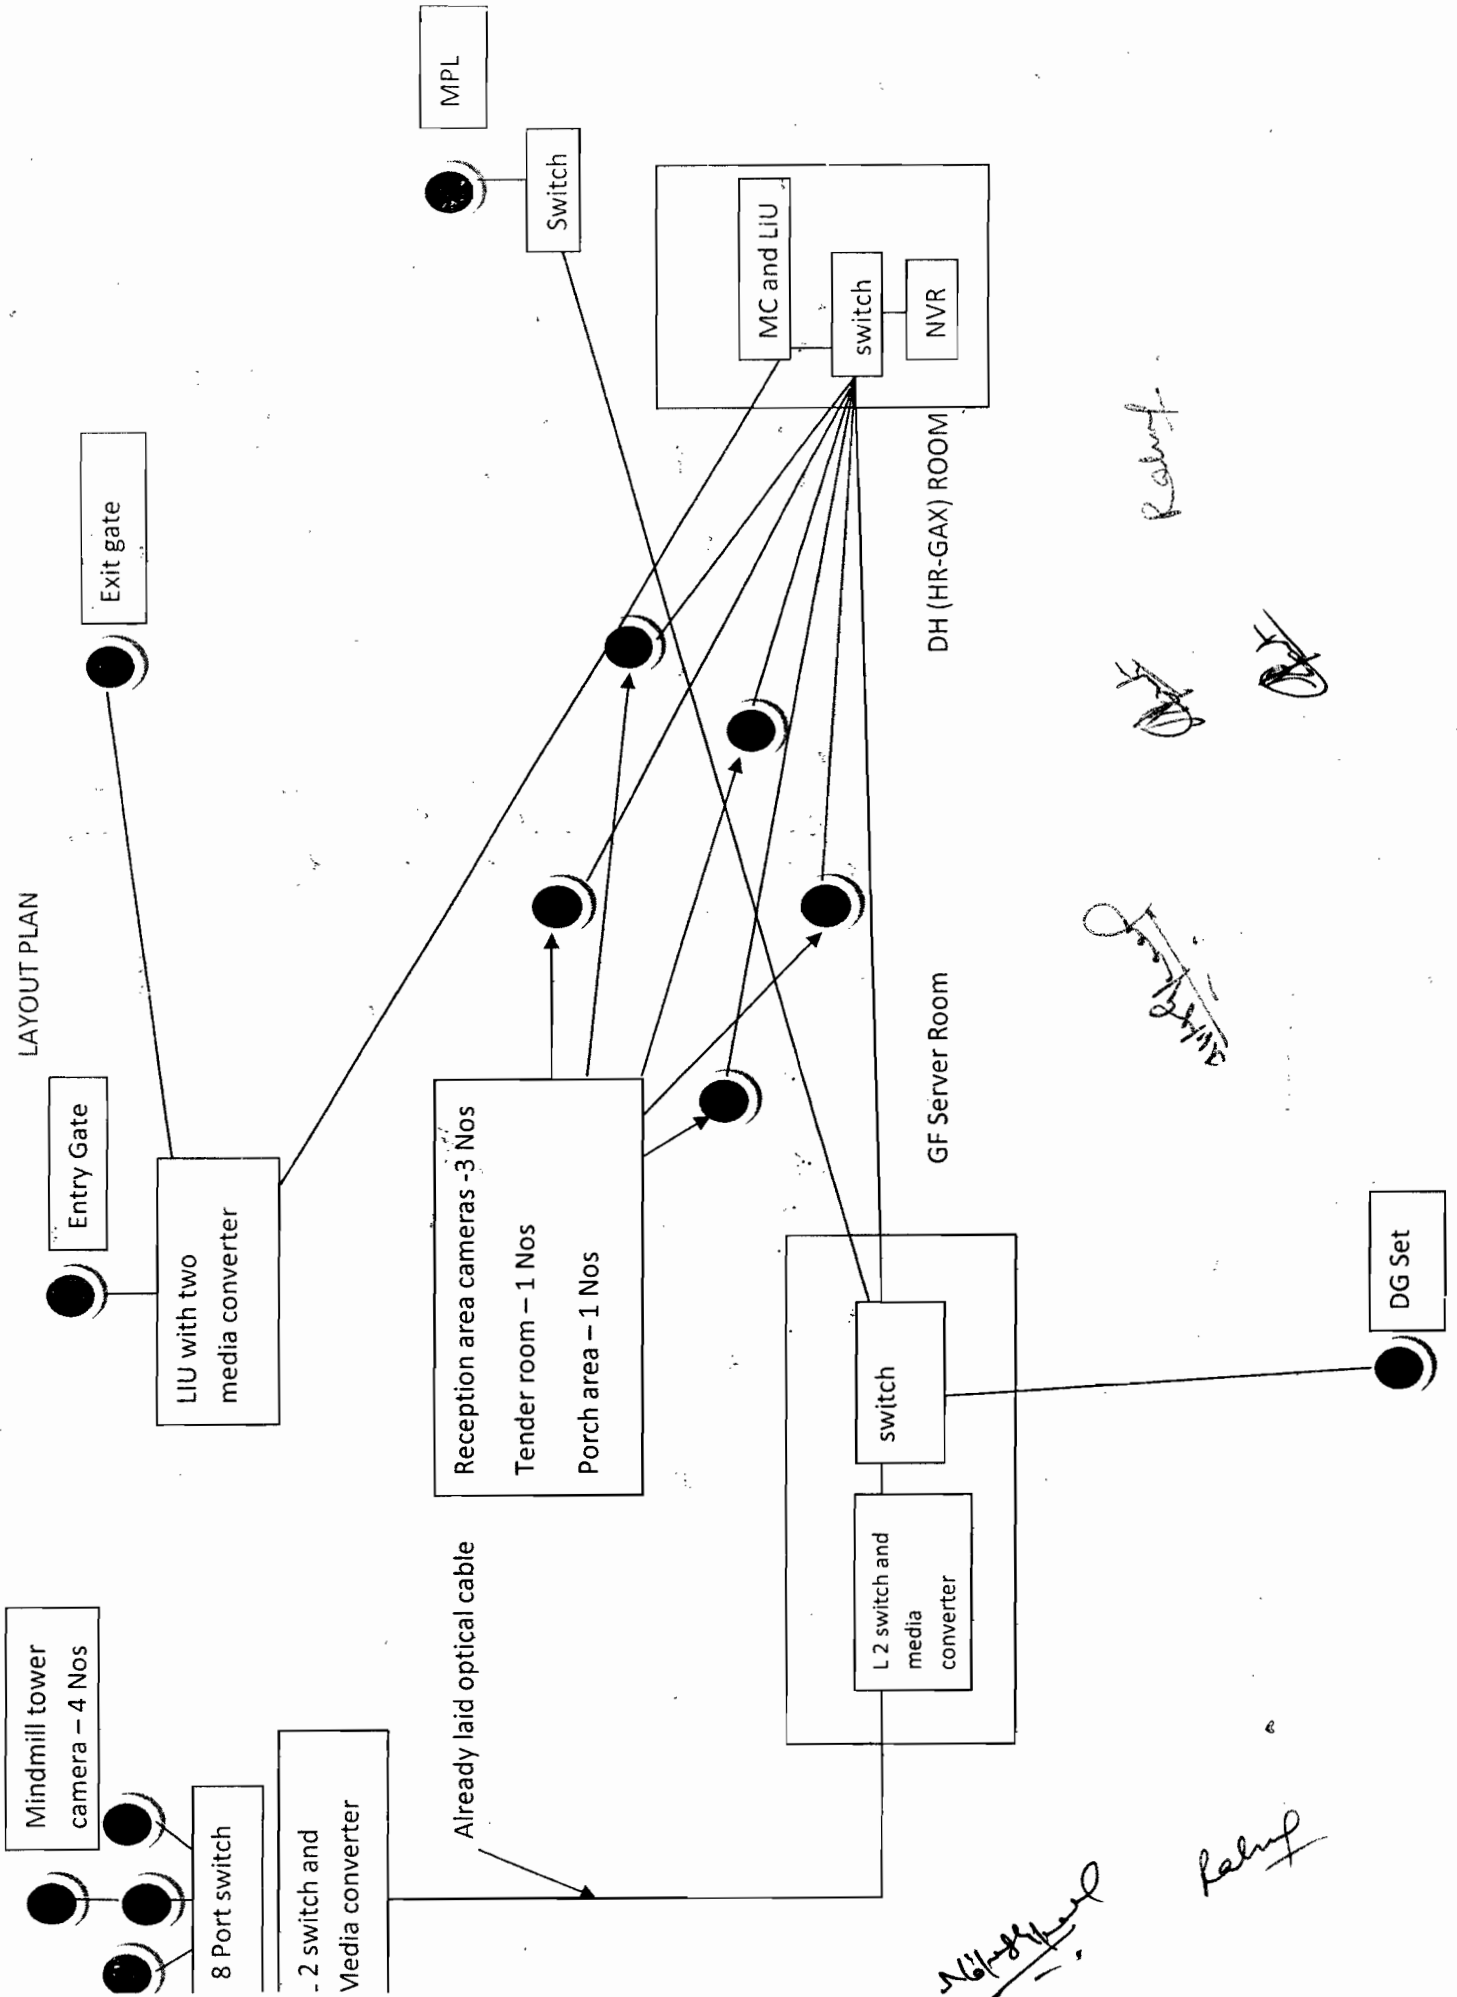 LAYOUT PLAN
Mindmill tower
camera – 4 Nos
Entry Gate
Exit gate
MPL
8 Port switch
LIU with two
media converter
Switch
2 switch and
Media converter
Already laid optical cable
Reception area cameras -3 Nos
Tender room – 1 Nos
Porch area – 1 Nos
MC and LiU
switch
NVR
DH (HR-GAX) ROOM
GF Server Room
L 2 switch and
media
converter
switch
DG Set